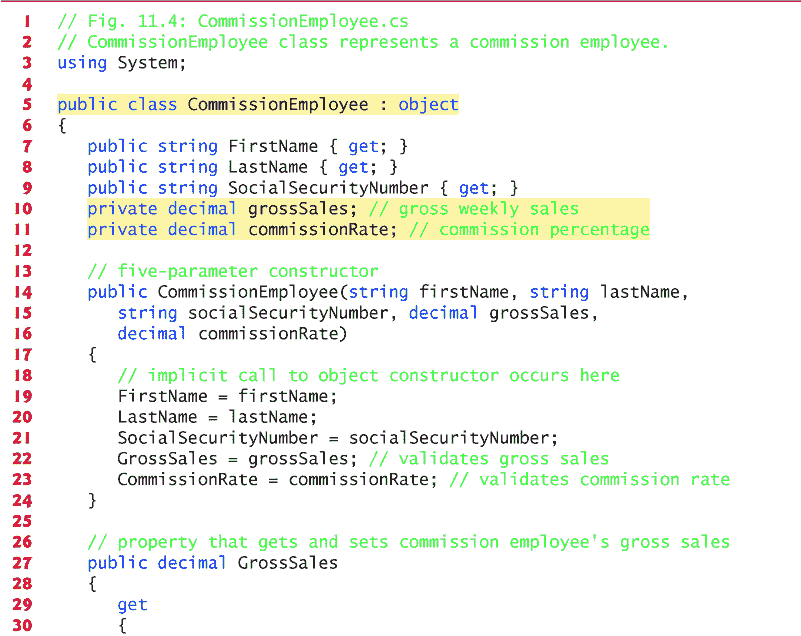 1 // Fig. 11.4: CommissionEmployee.cs
2 // CommissionEmployee class represents a commission employee.
3 using System;
4
5 public class CommissionEmployee : object
6 {
7 public string FirstName { get; }
8 public string LastName { get; }
9 public string SocialSecurityNumber { get; }
10 private decimal grossSales; // gross weekly sales
11 private decimal commissionRate; // commission percentage
12
13 // five-parameter constructor
14 public CommissionEmployee(string firstName, string lastName,
15 string socialSecurityNumber, decimal grossSales,
16 decimal commissionRate)
17 {
18 // implicit call to object constructor occurs here
19 FirstName = firstName;
20 LastName = lastName;
21 SocialSecurityNumber = socialSecurityNumber;
22 GrossSales = grossSales; // validates gross sales
23 CommissionRate = commissionRate; // validates commission rate
24 }
25
26 // property that gets and sets commission employee's gross sales
27 public decimal GrossSales
28 {
29 get
30 {